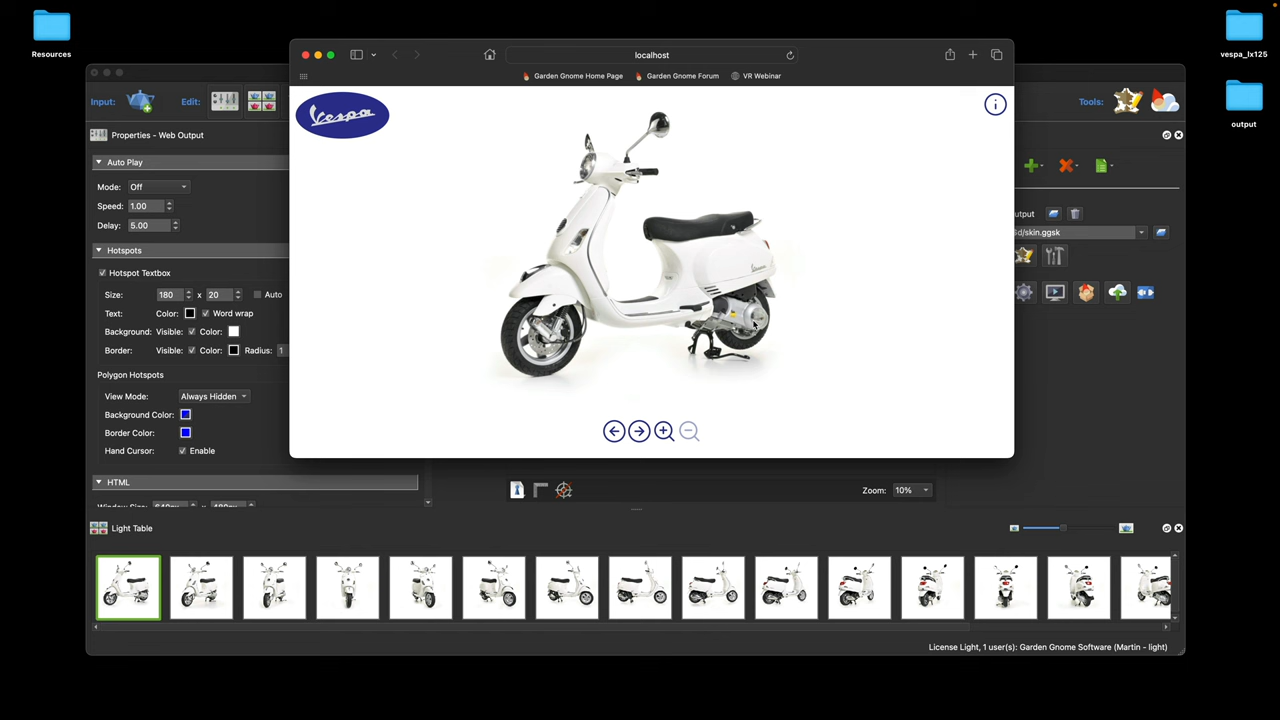 Resources
vespa_lx125
output
localhost
Garden Gnome Home Page
Garden Gnome Forum
VR Webinar
Input:
Edit:
Tools:
Vespa
Properties - Web Output
Auto Play
Mode: Off
Speed: 1.00
Delay: 5.00
Hotspots
Hotspot Textbox
Size: 180 x 20 Auto
Text: Color: Word wrap
Background: Visible: Color:
Border: Visible: Color: Radius: 1
Polygon Hotspots
View Mode: Always Hidden
Background Color:
Border Color:
Hand Cursor: Enable
HTML
utput
d/skin.ggsk
Zoom: 10%
Light Table
License Light, 1 user(s): Garden Gnome Software (Martin - light)